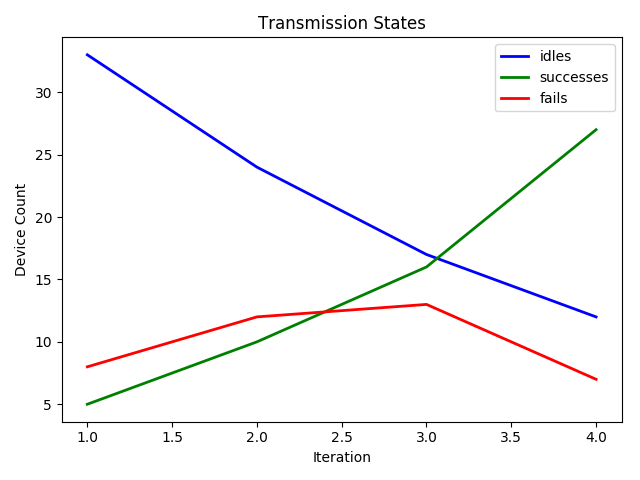 Transmission States
idles
successes
fails
30
25
20
15
10
5
Device Count
1.0 1.5 2.0 2.5 3.0 3.5 4.0
Iteration